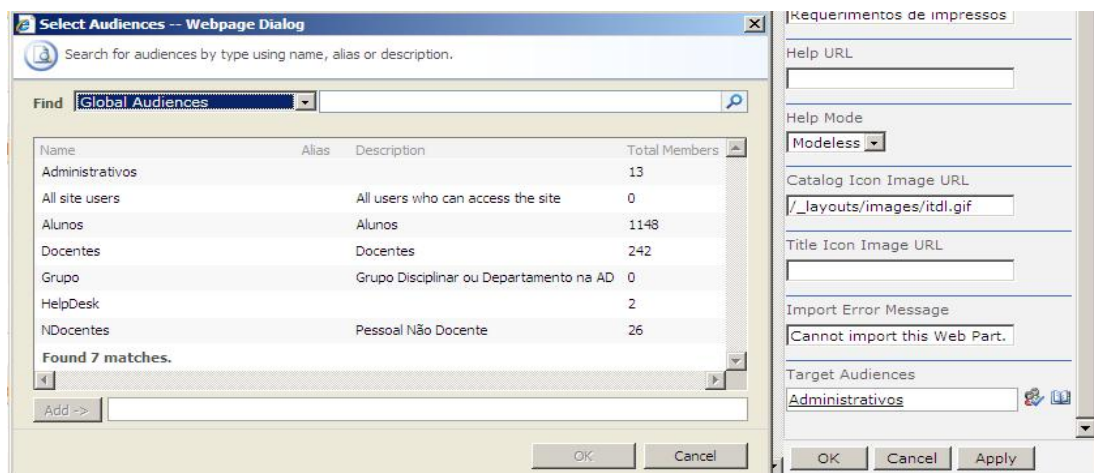 Select Audiences -- Webpage Dialog
Search for audiences by type using name, alias or description.
Find Global Audiences
Name Alias Description Total Members
Administrativos 13
All site users All users who can access the site 0
Alunos Alunos 1148
Docentes Docentes 242
Grupo Grupo Disciplinar ou Departamento na AD 0
HelpDesk 2
NDocentes Pessoal Não Docente 26
Found 7 matches.
Add ->
OK Cancel
Requerimentos de impressos
Help URL
Help Mode
Modeless
Catalog Icon Image URL
/_layouts/images/itdl.gif
Title Icon Image URL
Import Error Message
Cannot import this Web Part.
Target Audiences
Administrativos
OK Cancel Apply